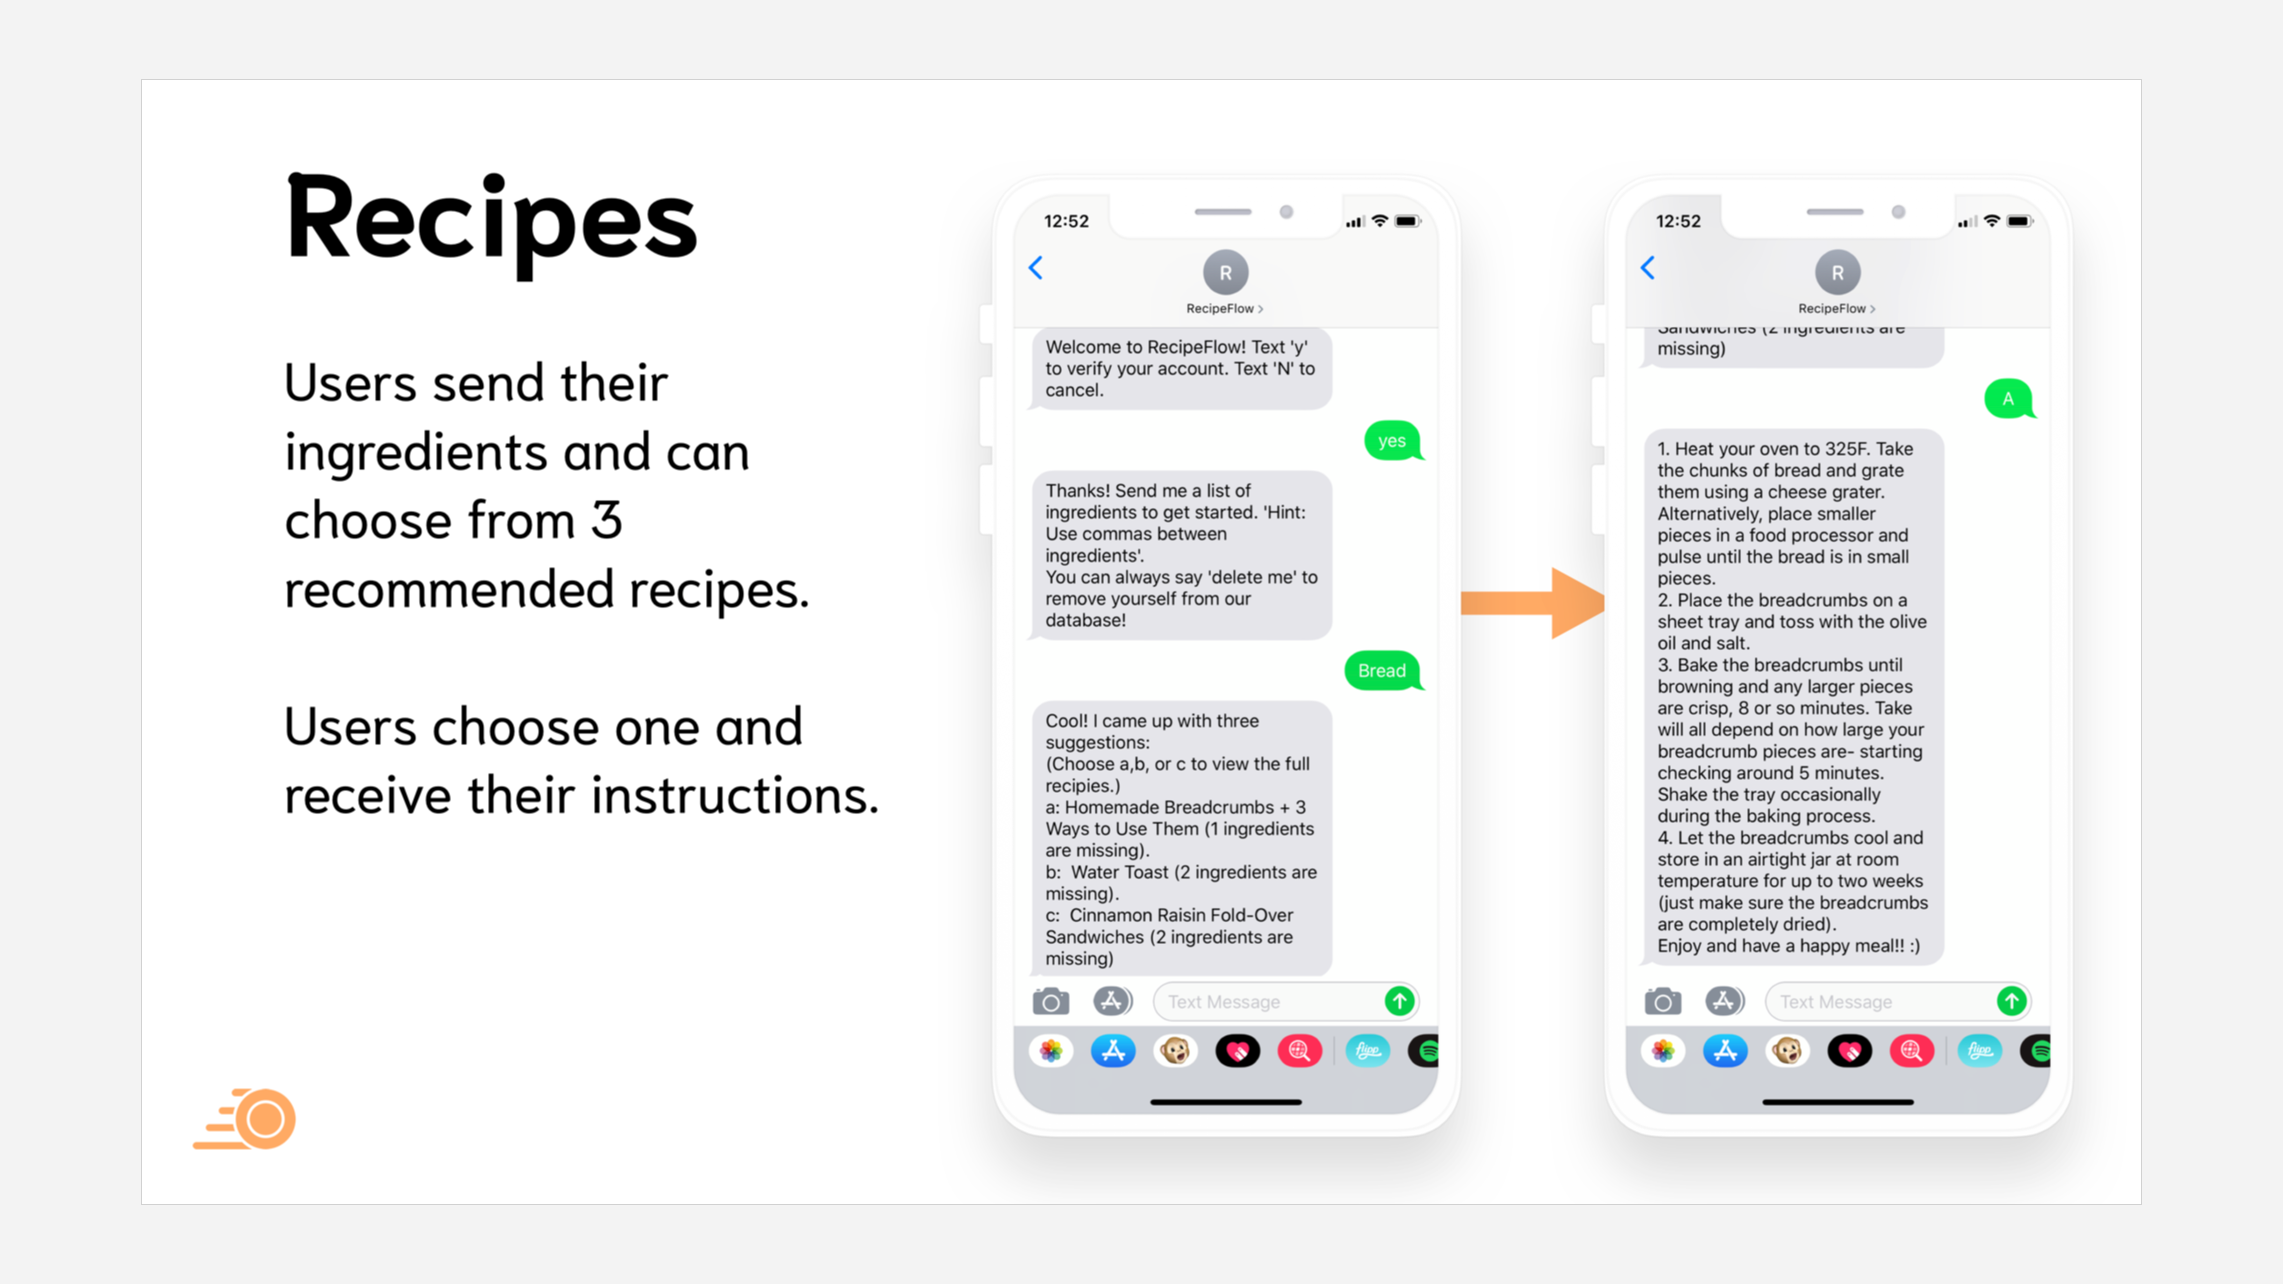 Recipes
Users send their
ingredients and can
choose from 3
recommended recipes.
Users choose one and
receive their instructions.
12:52
R
RecipeFlow >
Welcome to RecipeFlow! Text 'y'
to verify your account. Text 'N' to
cancel.
yes
Thanks! Send me a list of
ingredients to get started. 'Hint:
Use commas between
ingredients'.
You can always say 'delete me' to
remove yourself from our
database!
Bread
Cool! I came up with three
suggestions:
(Choose a,b, or c to view the full
recipies.)
a: Homemade Breadcrumbs + 3
Ways to Use Them (1 ingredients
are missing).
b:  Water Toast (2 ingredients are
missing).
c:  Cinnamon Raisin Fold-Over
Sandwiches (2 ingredients are
missing)
Text Message
flipp
12:52
R
RecipeFlow >
Sandwiches (2 ingredients are
missing)
A
1. Heat your oven to 325F. Take
the chunks of bread and grate
them using a cheese grater.
Alternatively, place smaller
pieces in a food processor and
pulse until the bread is in small
pieces.
2. Place the breadcrumbs on a
sheet tray and toss with the olive
oil and salt.
3. Bake the breadcrumbs until
browning and any larger pieces
are crisp, 8 or so minutes. Take
will all depend on how large your
breadcrumb pieces are- starting
checking around 5 minutes.
Shake the tray occasionally
during the baking process.
4. Let the breadcrumbs cool and
store in an airtight jar at room
temperature for up to two weeks
(just make sure the breadcrumbs
are completely dried).
Enjoy and have a happy meal!! :)
Text Message
flipp